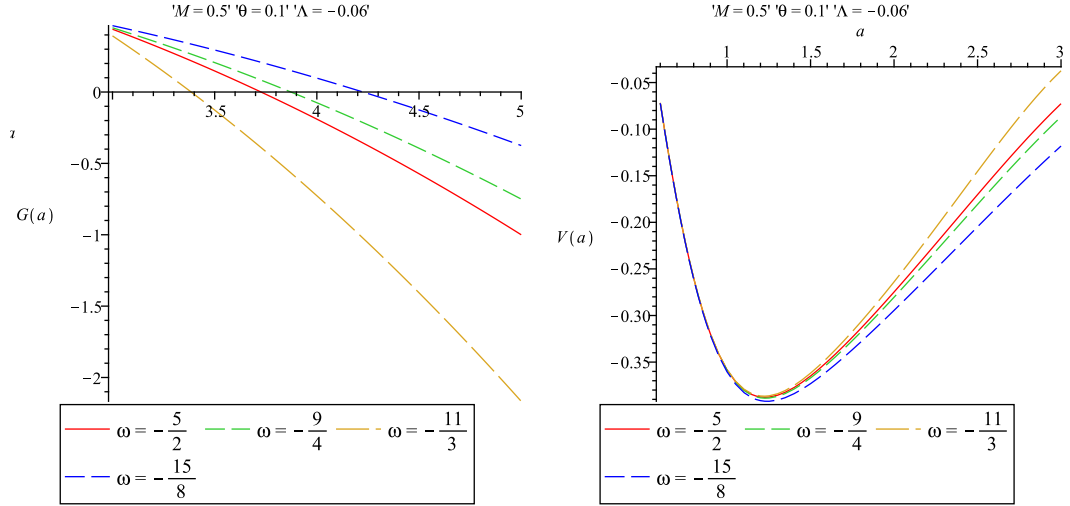 'M = 0.5' 'θ = 0.1' 'Λ = −0.06'
0
3.5
4
4.5
5
−0.5
G(a)
−1
−1.5
−2
ω = −5/2
ω = −9/4
ω = −11/3
ω = −15/8
'M = 0.5' 'θ = 0.1' 'Λ = −0.06'
a
1
1.5
2
2.5
3
−0.05
−0.10
−0.15
−0.20
V(a)
−0.25
−0.30
−0.35
ω = −5/2
ω = −9/4
ω = −11/3
ω = −15/8